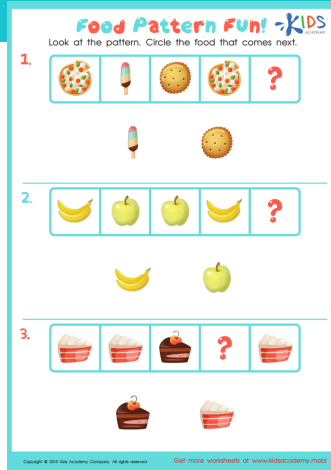 Food Pattern Fun!
KIDS
ACADEMY
Look at the pattern. Circle the food that comes next.
1.
?
2.
?
3.
?
Copyright © 2018 Kids Academy Company. All rights reserved
Get more worksheets at www.kidsacademy.mobi